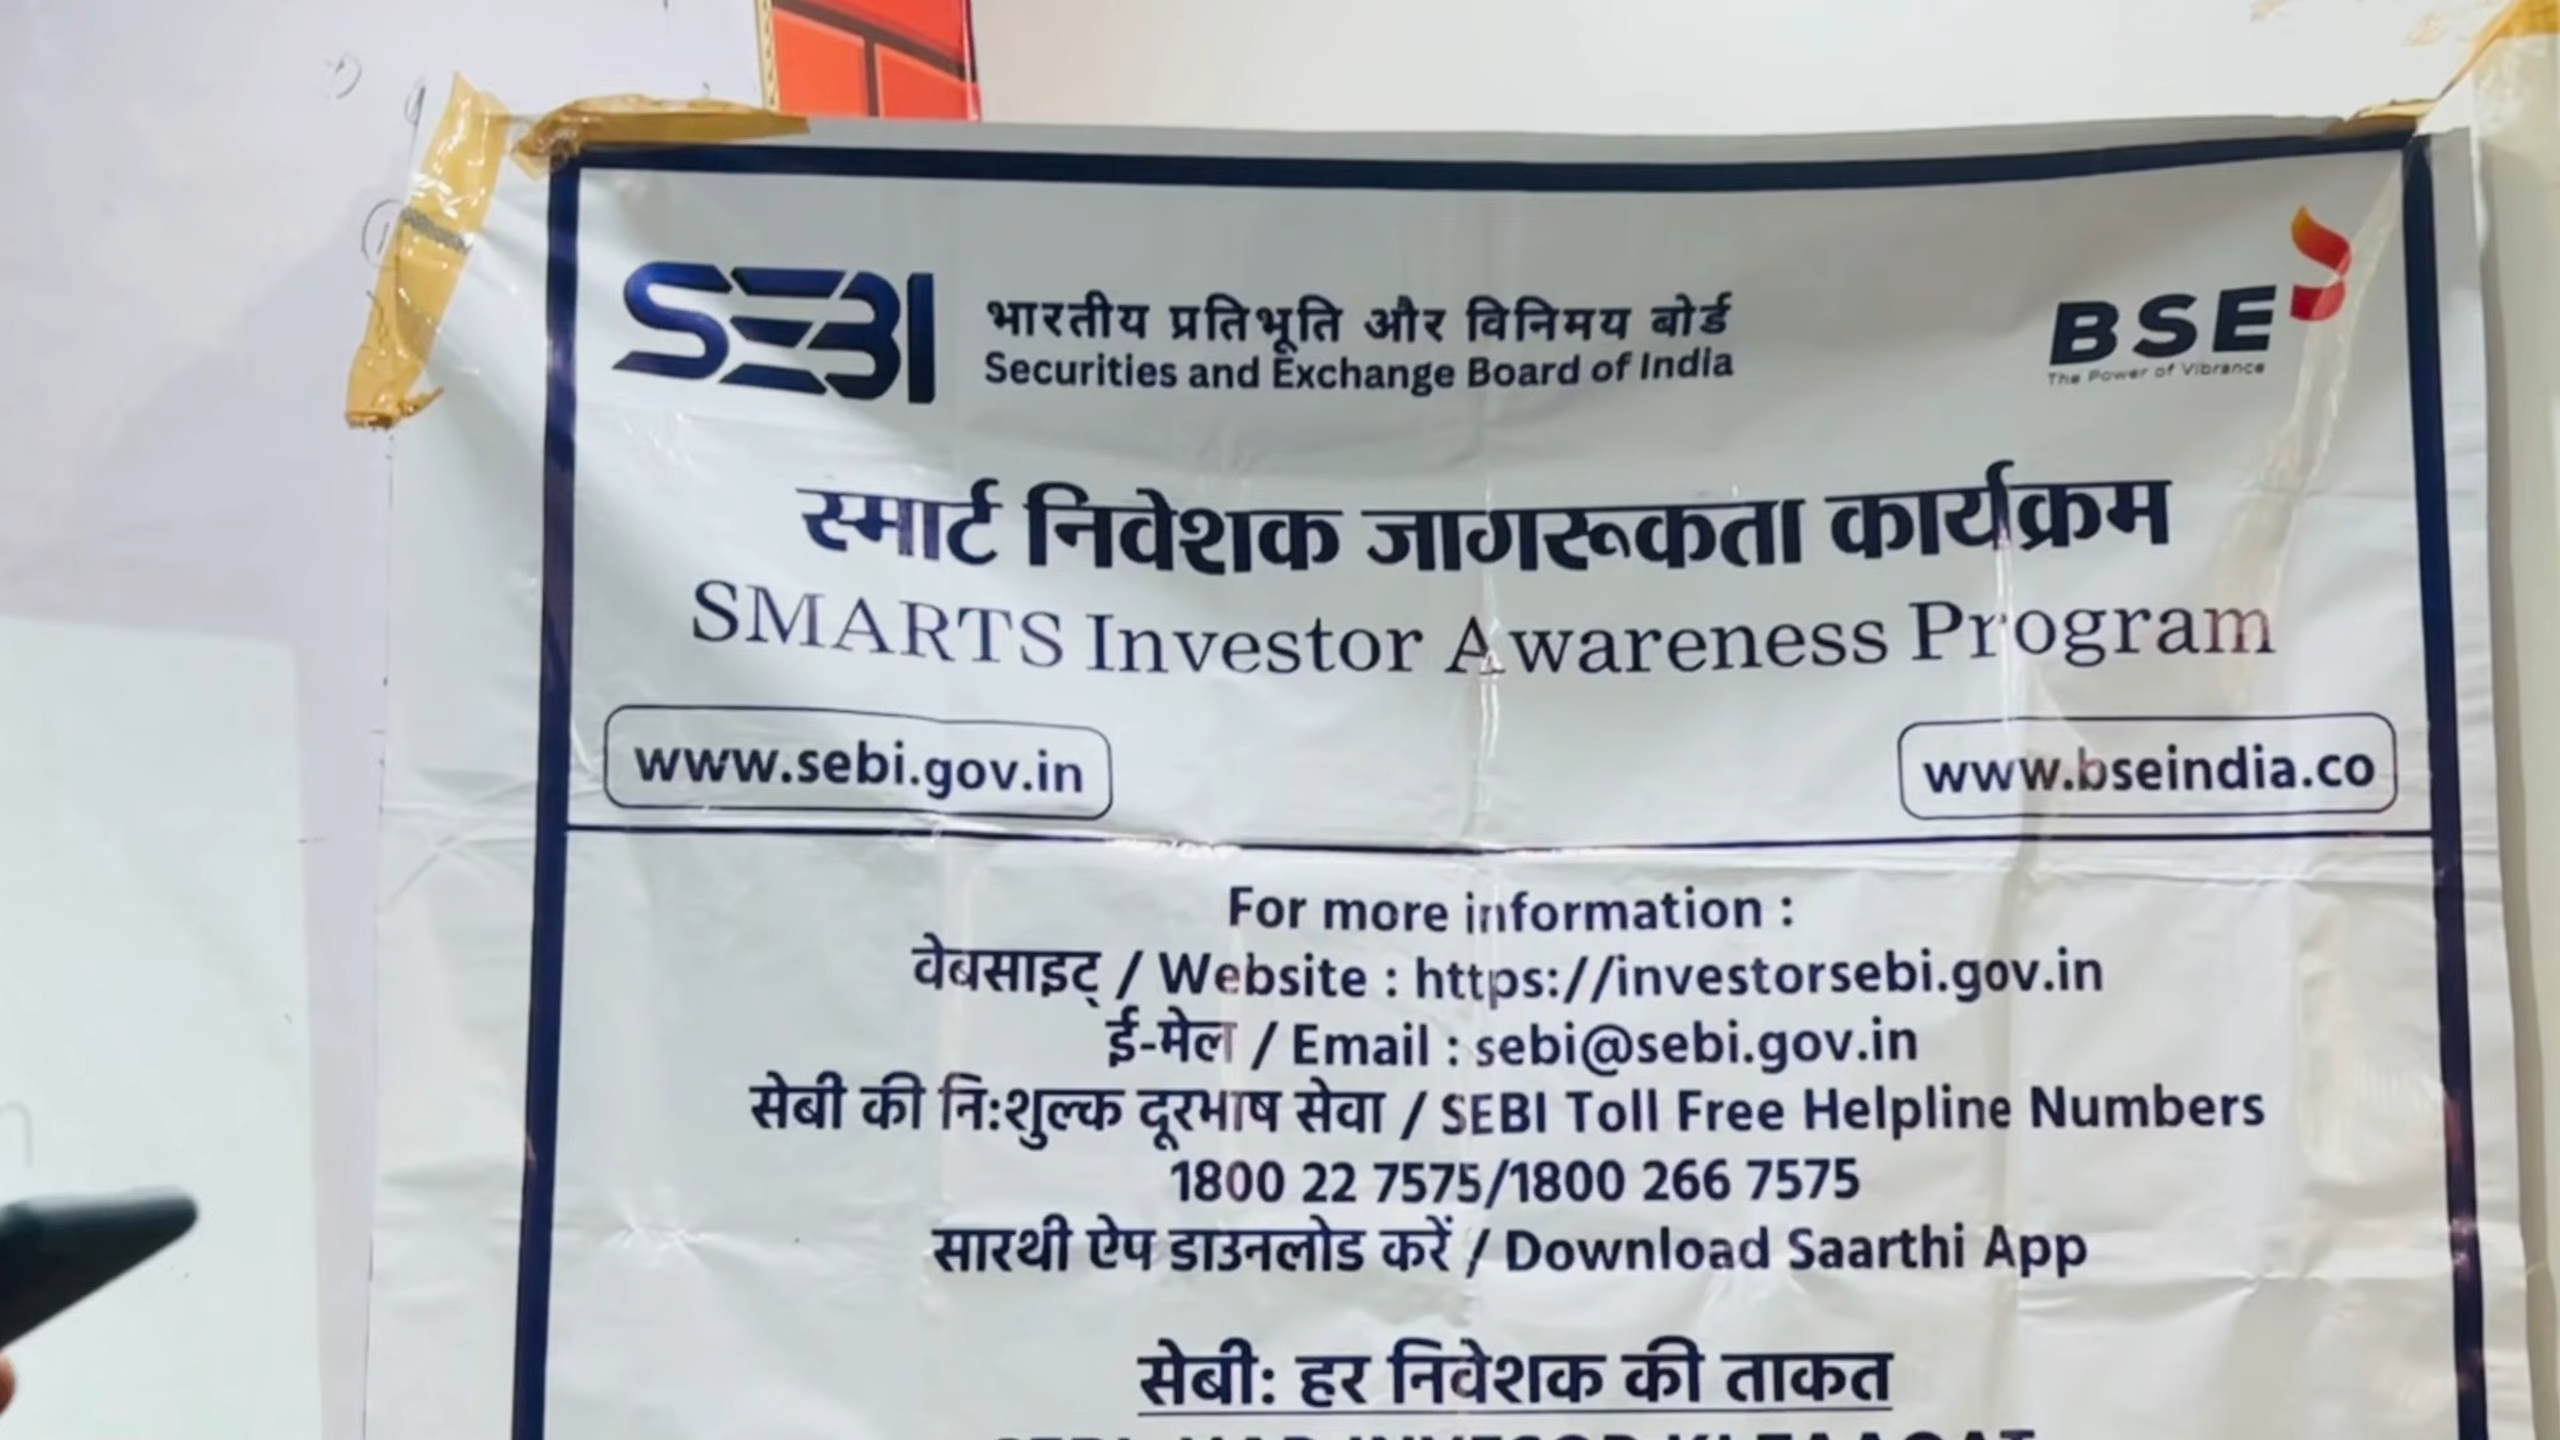 SEBI
भारतीय प्रतिभूति और विनिमय बोर्ड
Securities and Exchange Board of India
BSE
The Power of Vibrance
स्मार्ट निवेशक जागरूकता कार्यक्रम
SMARTS Investor Awareness Program
www.sebi.gov.in
www.bseindia.co
For more information :
वेबसाइट् / Website : https://investorsebi.gov.in
ई-मेल / Email : sebi@sebi.gov.in
सेबी की नि:शुल्क दूरभाष सेवा / SEBI Toll Free Helpline Numbers
1800 22 7575/1800 266 7575
सारथी ऐप डाउनलोड करें / Download Saarthi App
सेबी: हर निवेशक की ताकत